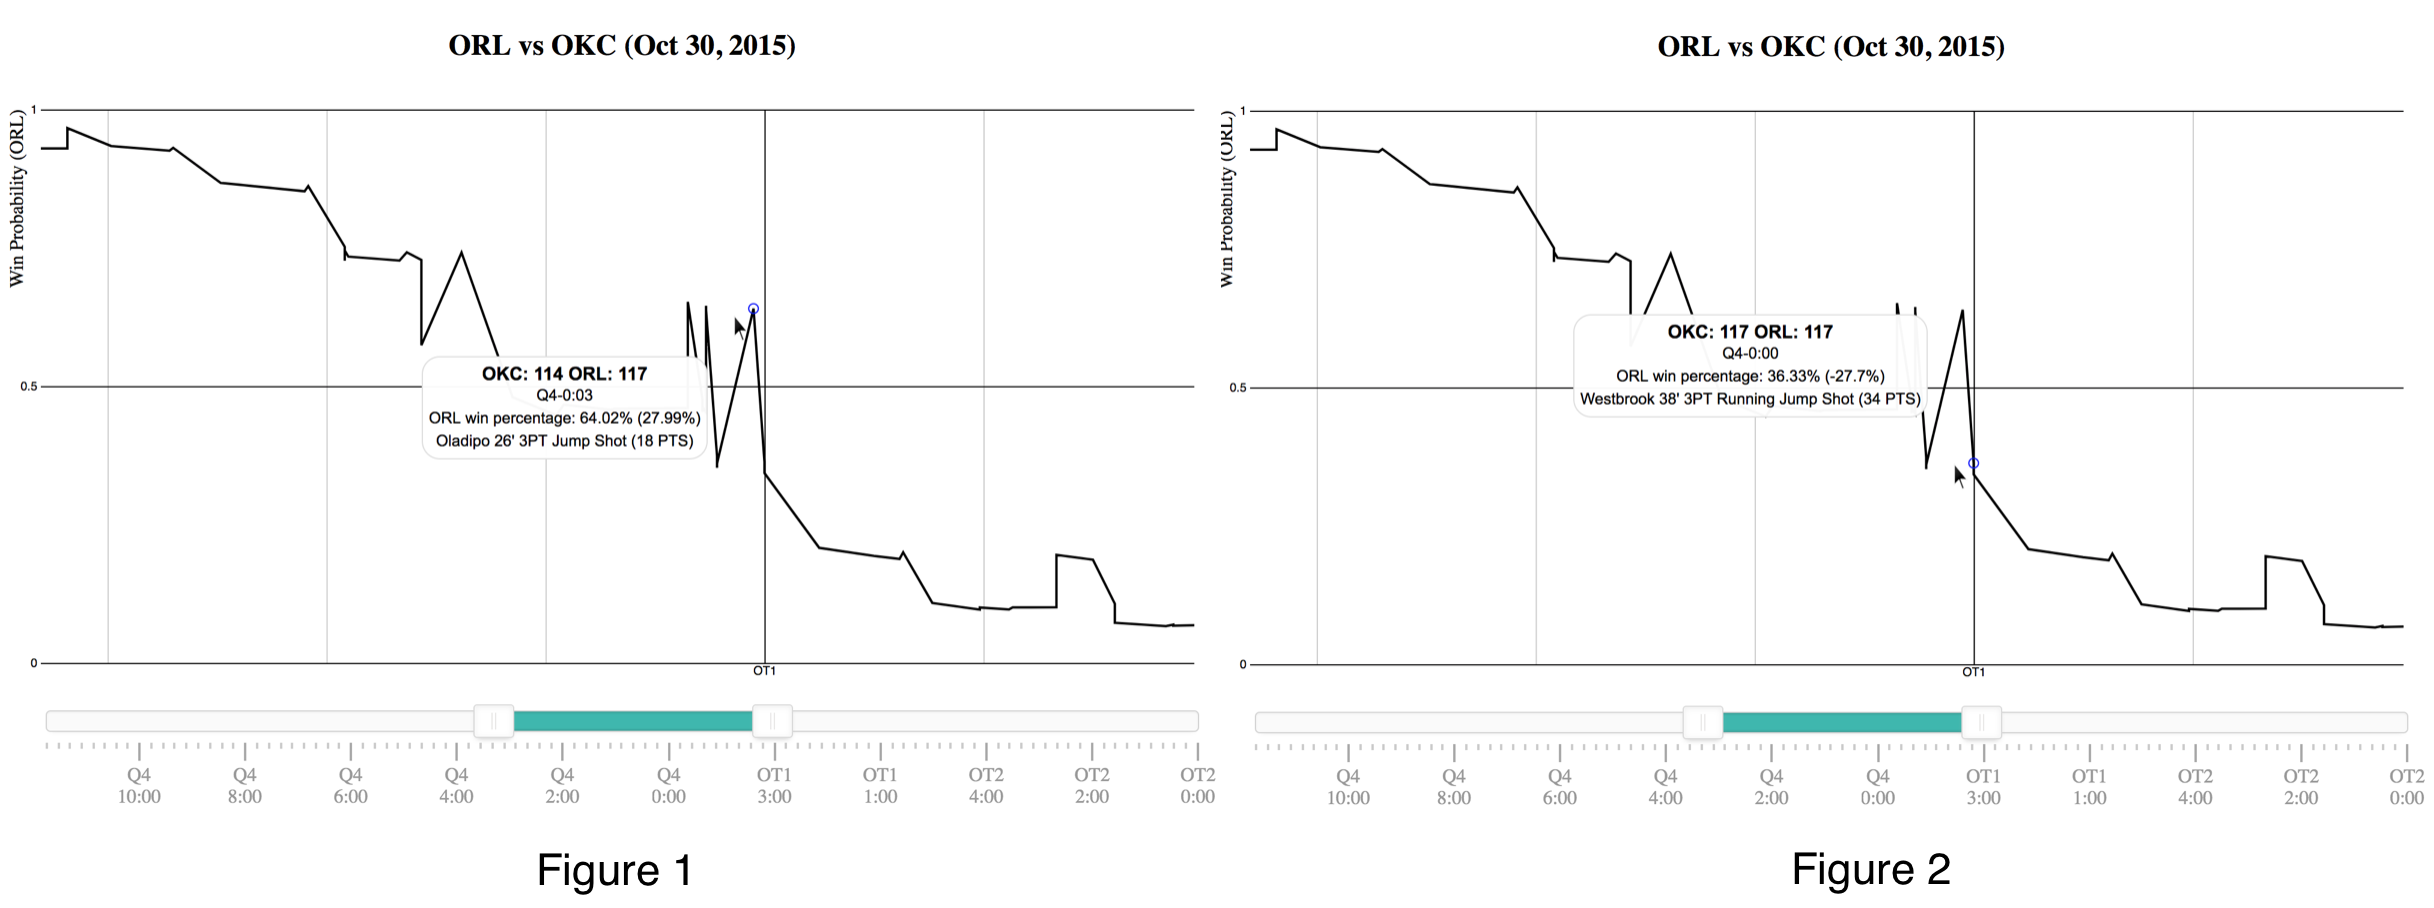 ORL vs OKC (Oct 30, 2015)
Win Probability (ORL)
1
0.5
0
OKC: 114 ORL: 117
Q4-0:03
ORL win percentage: 64.02% (27.99%)
Oladipo 26' 3PT Jump Shot (18 PTS)
OT1
Q4 Q4 Q4 Q4 Q4 Q4 OT1 OT1 OT2 OT2 OT2
10:00 8:00 6:00 4:00 2:00 0:00 3:00 1:00 4:00 2:00 0:00
Figure 1
ORL vs OKC (Oct 30, 2015)
Win Probability (ORL)
1
0.5
0
OKC: 117 ORL: 117
Q4-0:00
ORL win percentage: 36.33% (-27.7%)
Westbrook 38' 3PT Running Jump Shot (34 PTS)
OT1
Q4 Q4 Q4 Q4 Q4 Q4 OT1 OT1 OT2 OT2 OT2
10:00 8:00 6:00 4:00 2:00 0:00 3:00 1:00 4:00 2:00 0:00
Figure 2